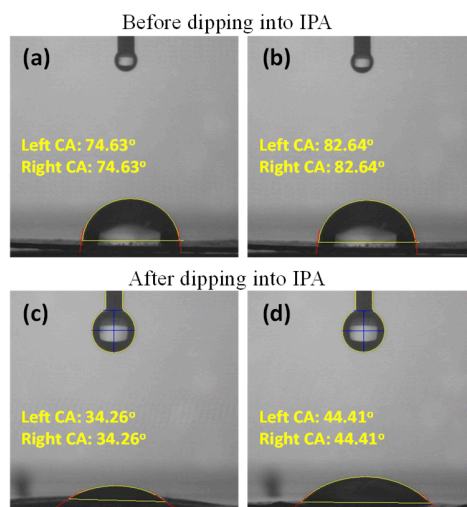 Before dipping into IPA
(a)
Left CA: 74.63°
Right CA: 74.63°
(b)
Left CA: 82.64°
Right CA: 82.64°
After dipping into IPA
(c)
Left CA: 34.26°
Right CA: 34.26°
(d)
Left CA: 44.41°
Right CA: 44.41°